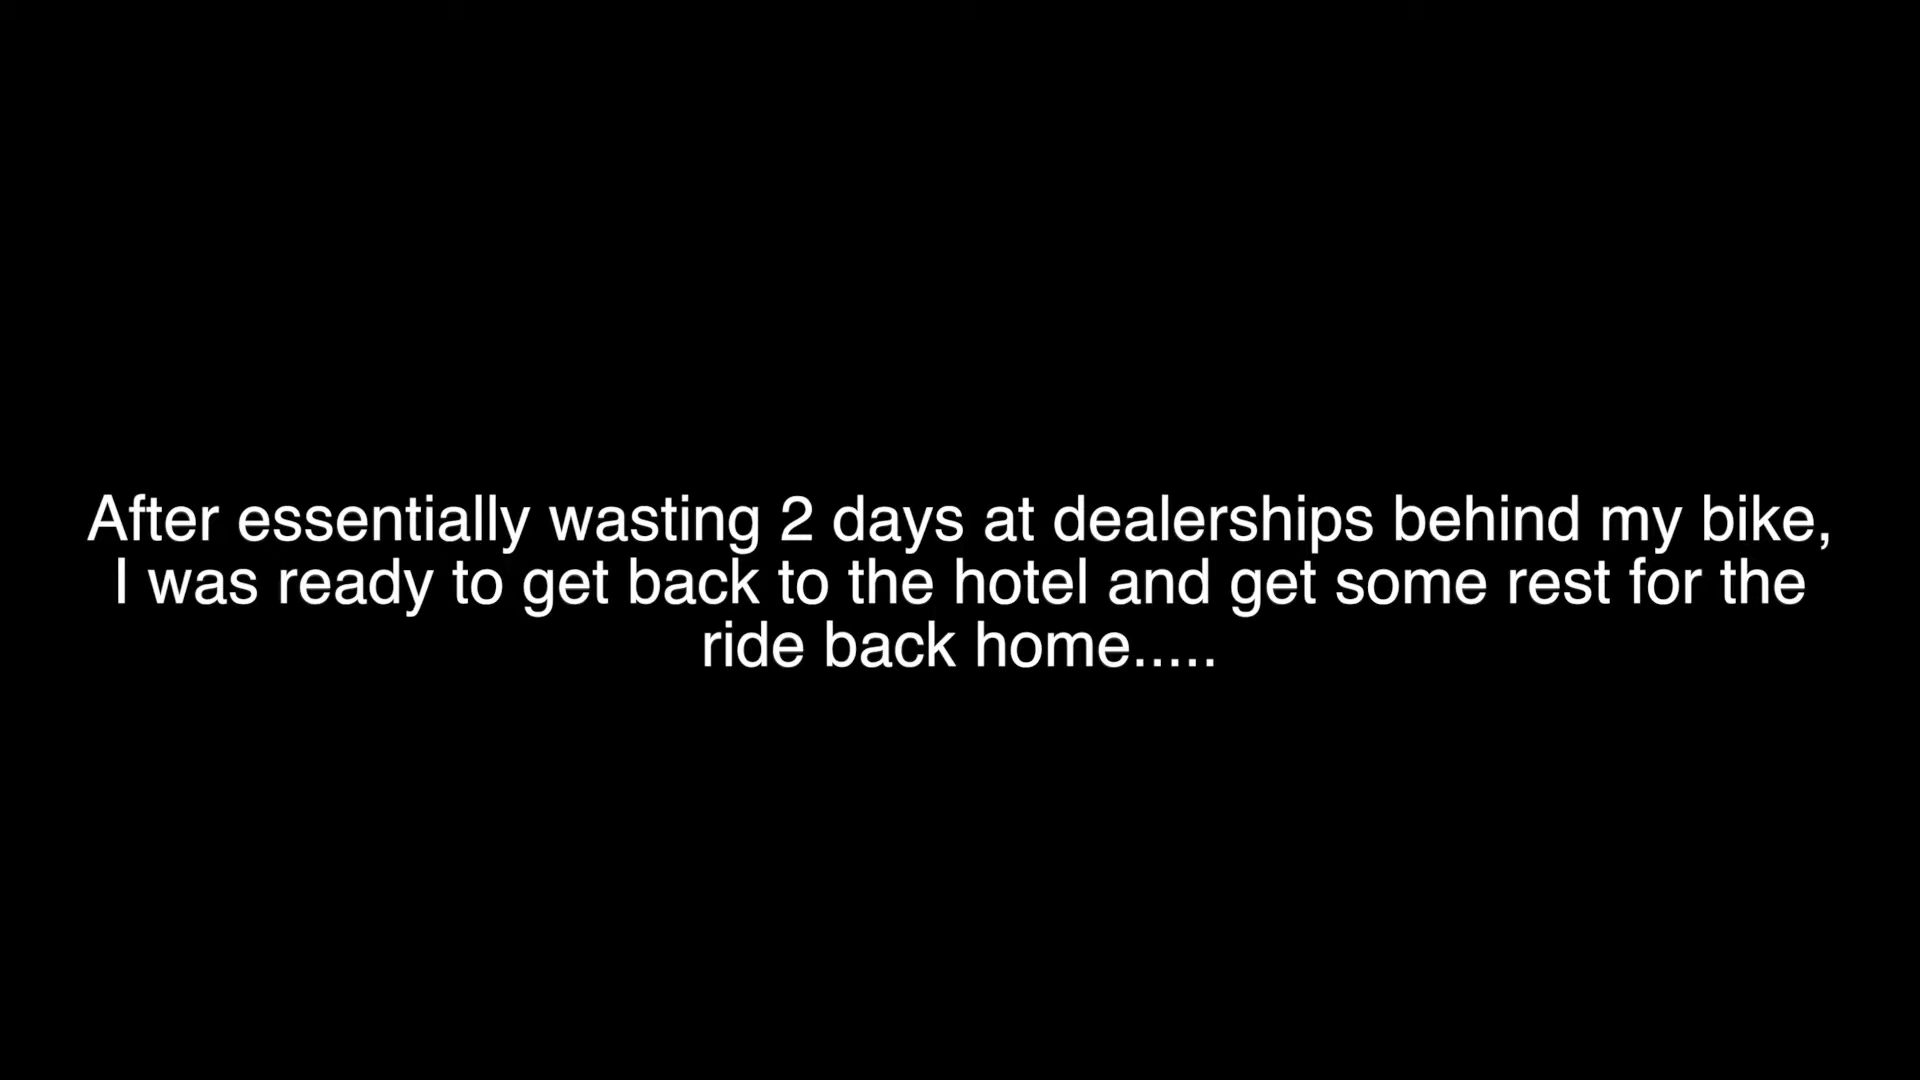 After essentially wasting 2 days at dealerships behind my bike,
I was ready to get back to the hotel and get some rest for the
ride back home.....